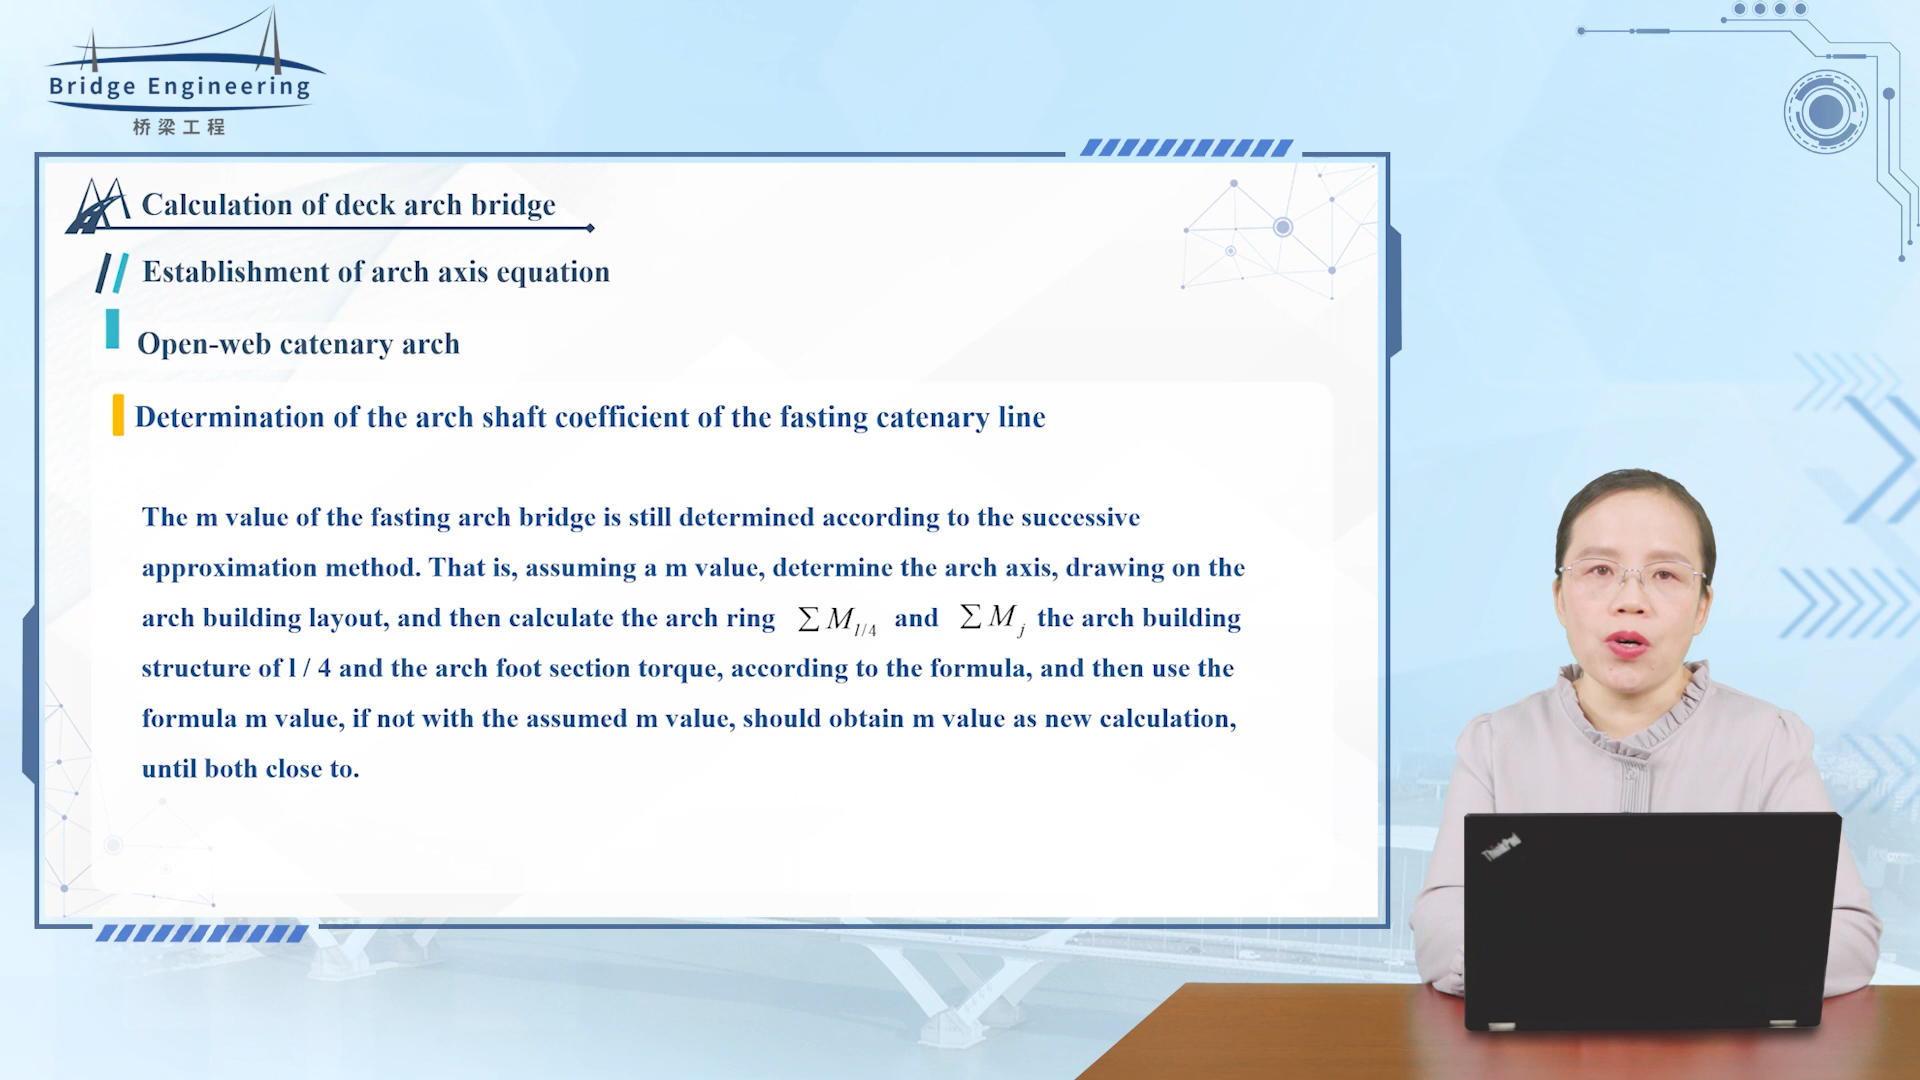 Bridge Engineering
桥梁工程
Calculation of deck arch bridge
Establishment of arch axis equation
Open-web catenary arch
Determination of the arch shaft coefficient of the fasting catenary line
The m value of the fasting arch bridge is still determined according to the successive
approximation method. That is, assuming a m value, determine the arch axis, drawing on the
arch building layout, and then calculate the arch ring ∑M_{l/4} and ∑M_j the arch building
structure of l / 4 and the arch foot section torque, according to the formula, and then use the
formula m value, if not with the assumed m value, should obtain m value as new calculation,
until both close to.
ThinkPad